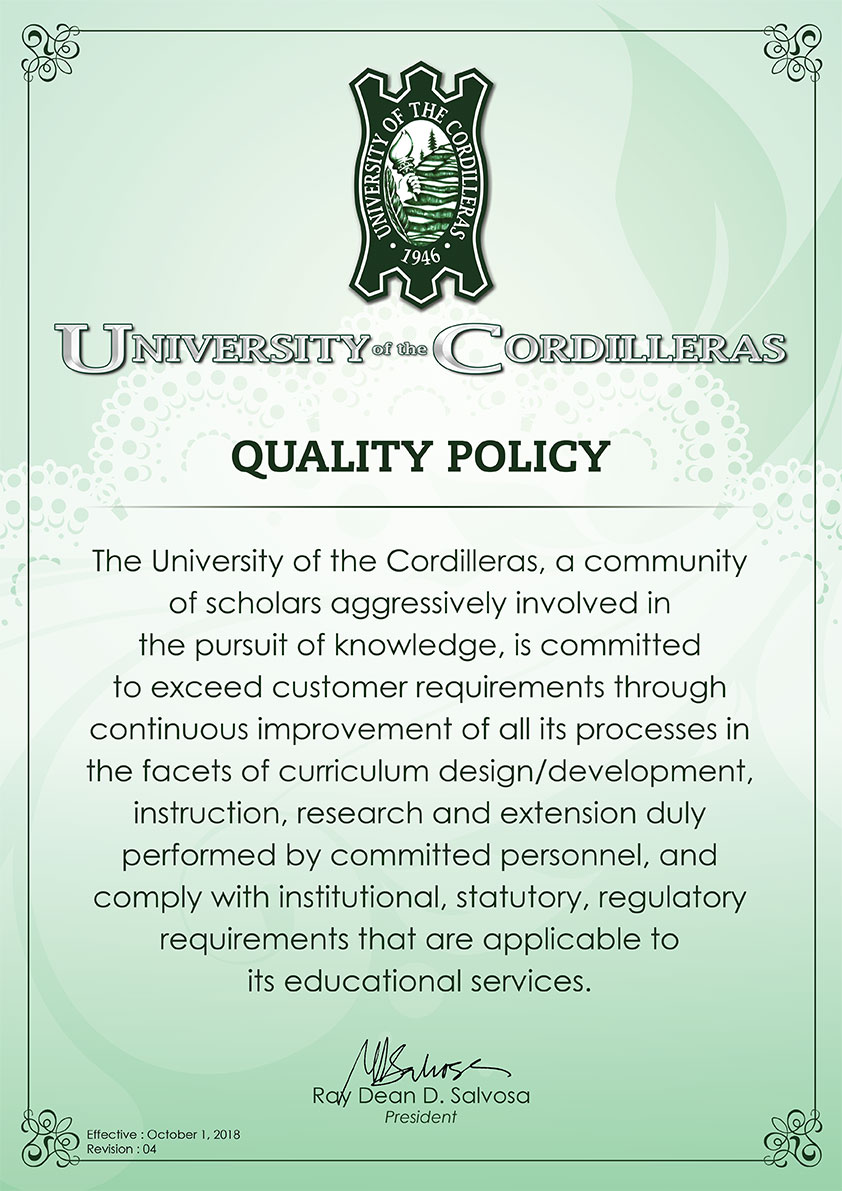 UNIVERSITY OF THE CORDILLERAS
1946
UNIVERSITY of the CORDILLERAS
QUALITY POLICY
The University of the Cordilleras, a community
of scholars aggressively involved in
the pursuit of knowledge, is committed
to exceed customer requirements through
continuous improvement of all its processes in
the facets of curriculum design/development,
instruction, research and extension duly
performed by committed personnel, and
comply with institutional, statutory, regulatory
requirements that are applicable to
its educational services.
Ray Dean D. Salvosa
President
Effective : October 1, 2018
Revision : 04